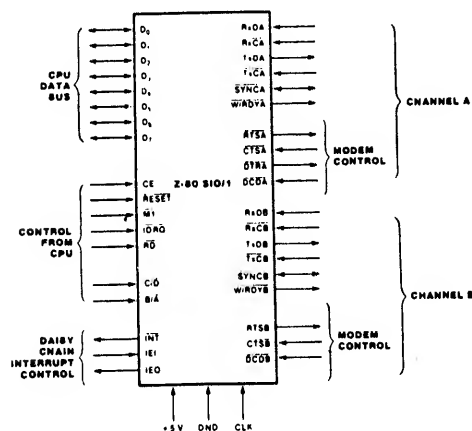 CPU
DATA
BUS
D0
D1
D2
D3
D4
D5
D6
D7
CONTROL
FROM
CPU
CE
RESET
M1
IORQ
RD
C/D
B/A
DAISY
CHAIN
INTERRUPT
CONTROL
INT
IEI
IEO
Z-80 SIO/1
RxDA
RxCA
TxDA
TxCA
SYNCA
W/RDYA
RTSA
CTSA
DTRA
DCDA
MODEM
CONTROL
CHANNEL A
RxDB
RxCB
TxDB
TxCB
SYNCB
W/RDYB
RTSB
CTSB
DCDB
MODEM
CONTROL
CHANNEL B
+5V GND CLK